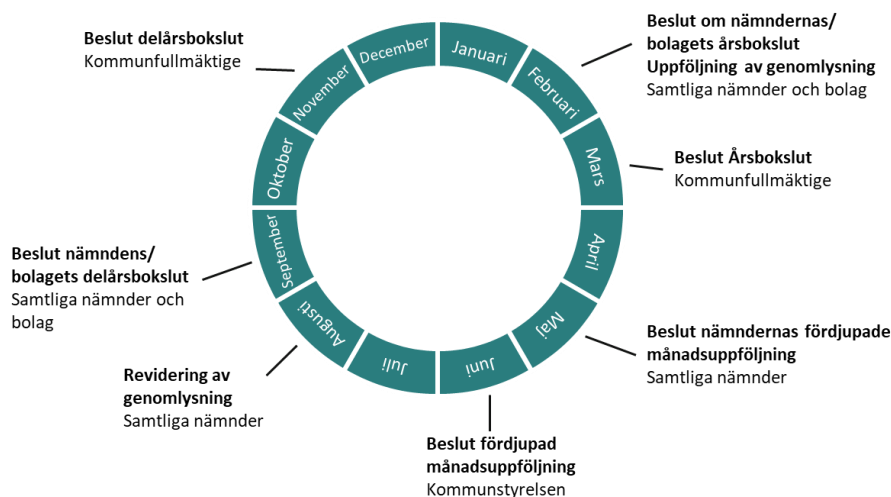 Januari
Februari
Mars
April
Maj
Juni
Juli
Augusti
September
Oktober
November
December
Beslut om nämndernas/
bolagets årsbokslut
Uppföljning av genomlysning
Samtliga nämnder och bolag
Beslut Årsbokslut
Kommunfullmäktige
Beslut nämndernas fördjupade
månadsuppföljning
Samtliga nämnder
Beslut fördjupad
månadsuppföljning
Kommunstyrelsen
Revidering av
genomlysning
Samtliga nämnder
Beslut nämndens/
bolagets delårsbokslut
Samtliga nämnder och
bolag
Beslut delårsbokslut
Kommunfullmäktige